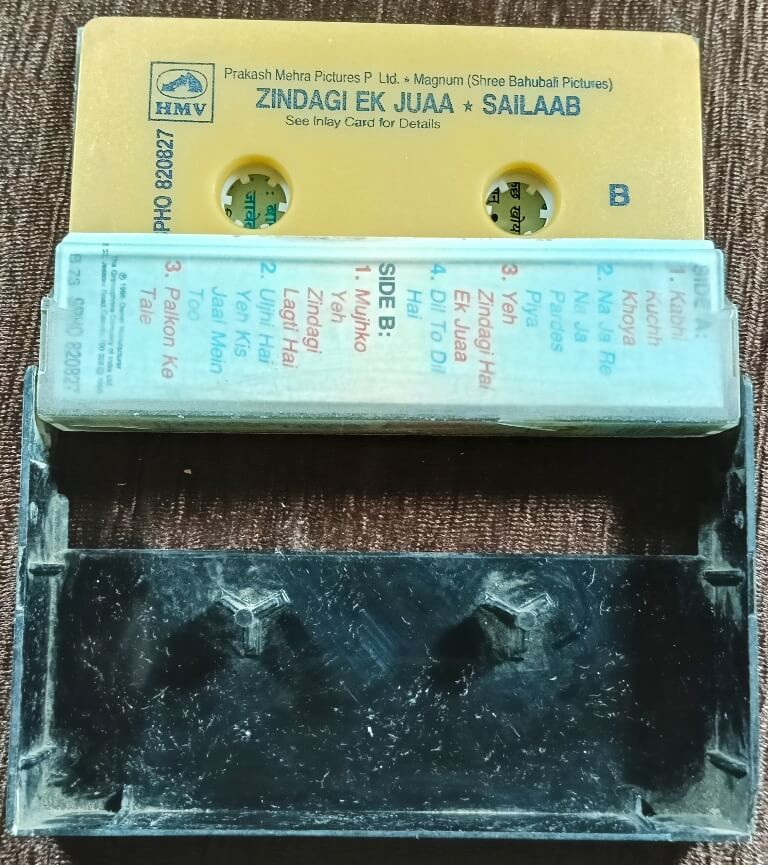 Prakash Mehra Pictures P Ltd. ★ Magnum (Shree Bahubali Pictures)
HMV
ZINDAGI EK JUAA ★ SAILAAB
See Inlay Card for Details
PHO 820827
B
SIDE A:
1. Kabhi
Kuchh
Khoya
2. Na Ja Re
Na Ja
Pardes
Piya
3. Yeh
Zindagi Hai
Ek Juaa
4. Dil To Dil
Hai
SIDE B:
1. Mujhko
Yeh
Zindagi
Lagti Hai
2. Uljhi Hai
Yeh Kis
Jaal Mein
Too
3. Palkon Ke
Tale
820827